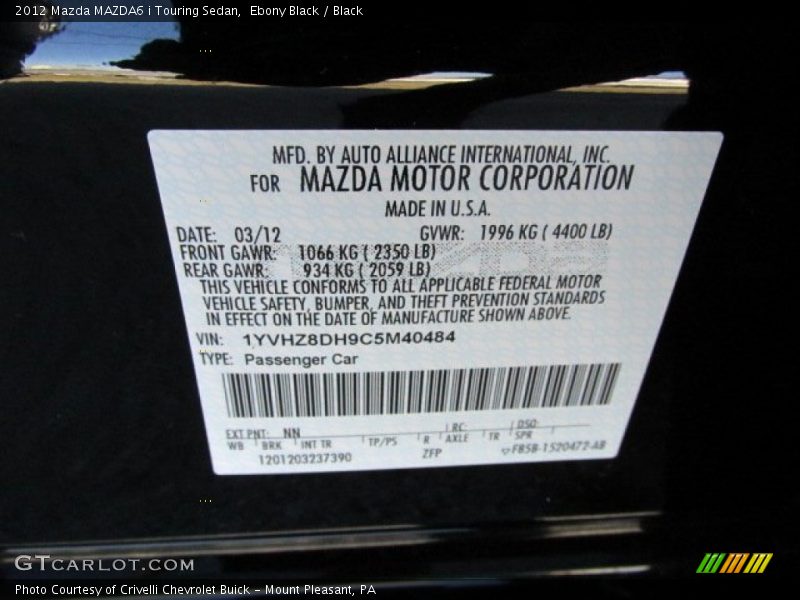 2012 Mazda MAZDA6 i Touring Sedan, Ebony Black / Black
MFD. BY AUTO ALLIANCE INTERNATIONAL, INC.
FOR MAZDA MOTOR CORPORATION
MADE IN U.S.A.
DATE: 03/12 GVWR: 1996 KG ( 4400 LB)
FRONT GAWR: 1066 KG ( 2350 LB)
REAR GAWR: 934 KG ( 2059 LB)
THIS VEHICLE CONFORMS TO ALL APPLICABLE FEDERAL MOTOR
VEHICLE SAFETY, BUMPER, AND THEFT PREVENTION STANDARDS
IN EFFECT ON THE DATE OF MANUFACTURE SHOWN ABOVE.
VIN: 1YVHZ8DH9C5M40484
TYPE: Passenger Car
EXT PNT: NN RC: DSO:
WB BRK INT TR TP/PS R AXLE TR SPR
1201203237390 ZFP F85B-1520472-AB
GTCARLOT.COM
Photo Courtesy of Crivelli Chevrolet Buick - Mount Pleasant, PA